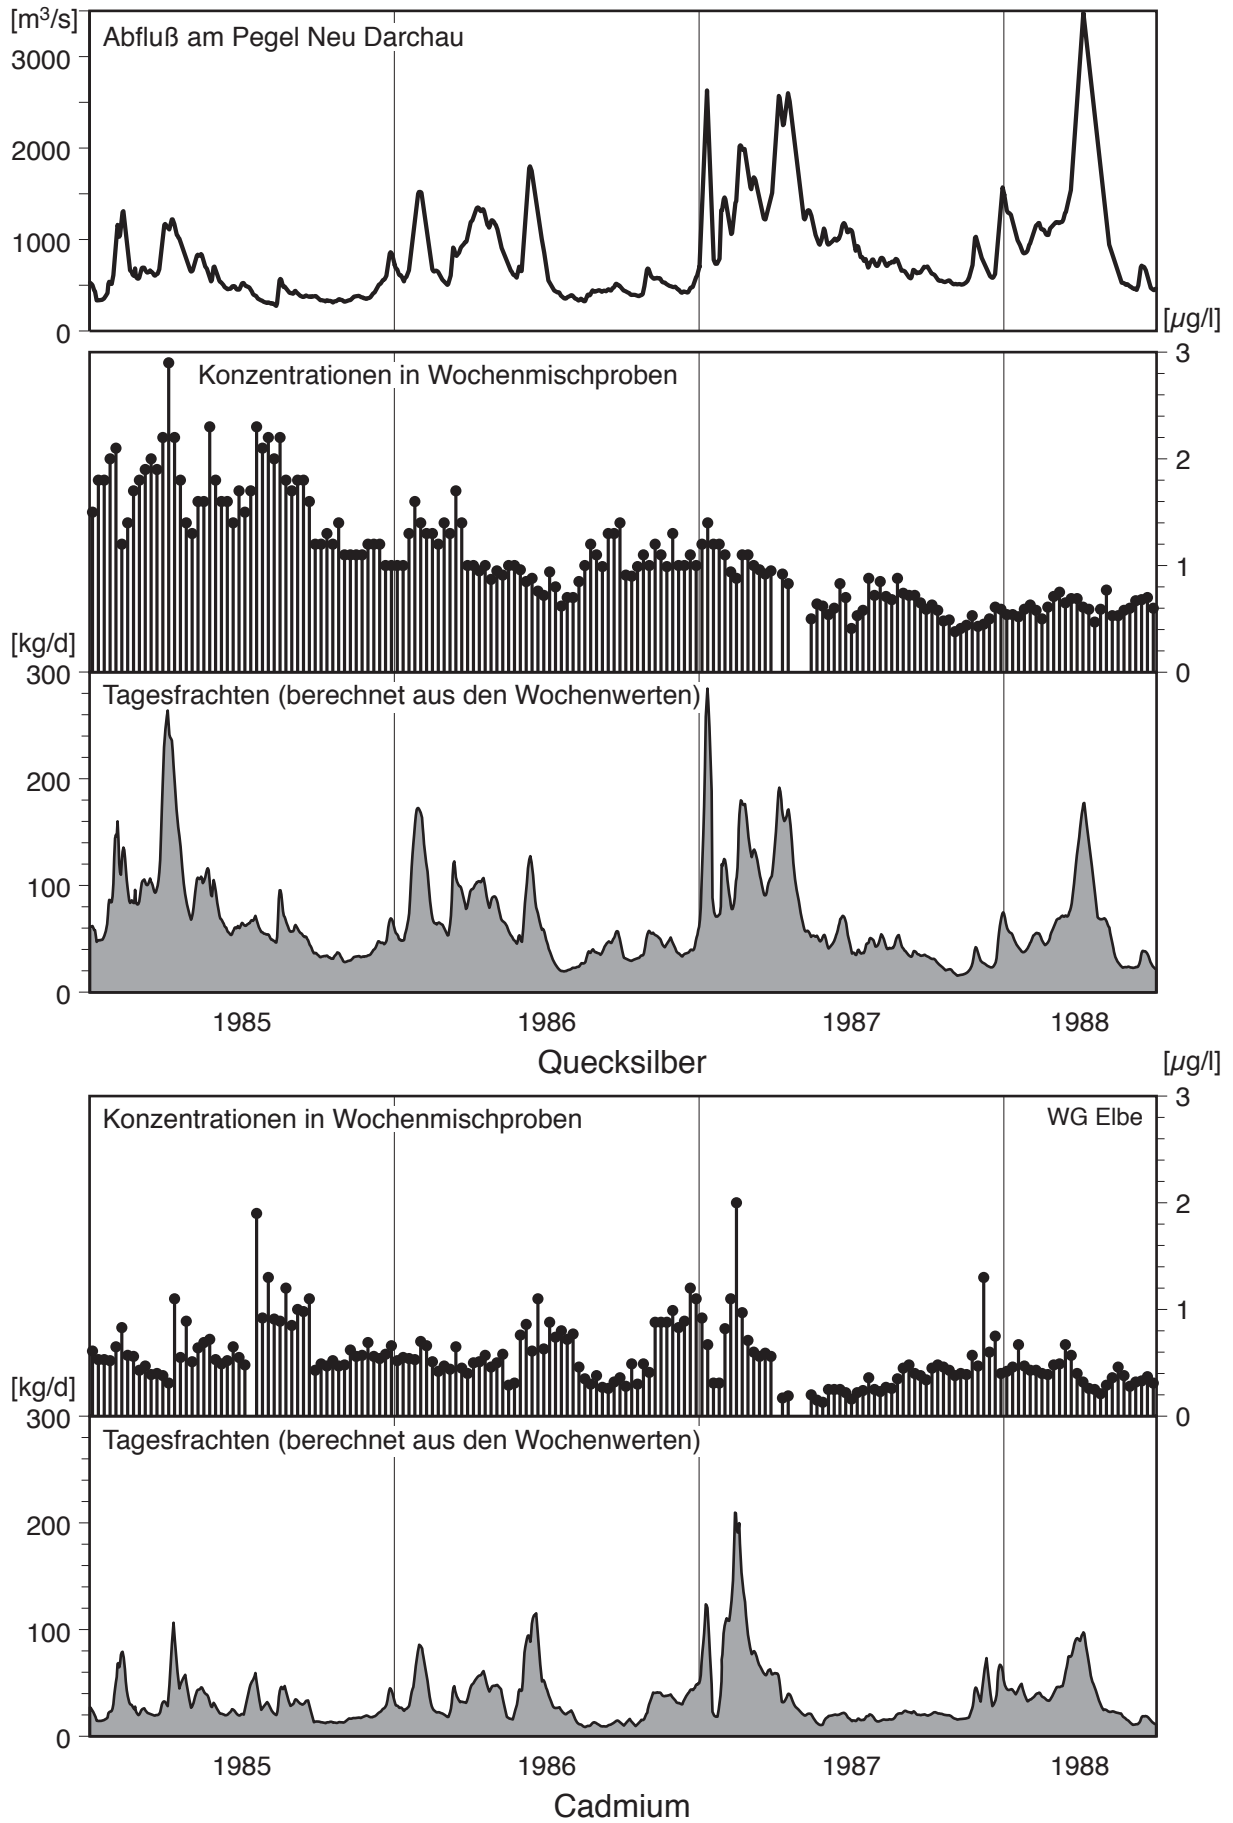 [m³/s]
Abfluß am Pegel Neu Darchau
3000
2000
1000
0
[µg/l]
Konzentrationen in Wochenmischproben
3
2
1
0
[kg/d]
Tagesfrachten (berechnet aus den Wochenwerten)
300
200
100
0
1985 1986 1987 1988
Quecksilber
[µg/l]
Konzentrationen in Wochenmischproben
WG Elbe
3
2
1
0
[kg/d]
Tagesfrachten (berechnet aus den Wochenwerten)
300
200
100
0
1985 1986 1987 1988
Cadmium